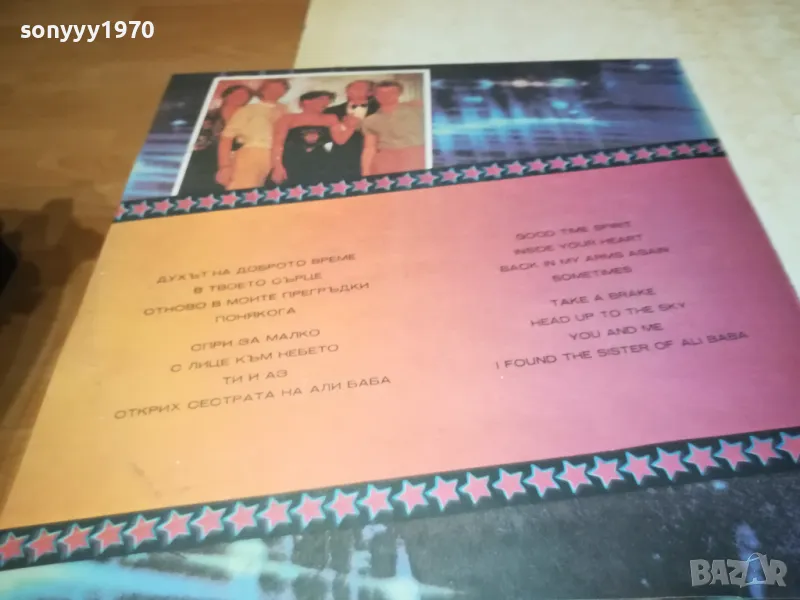 sonyyy1970
ДУХЪТ НА ДОБРОТО ВРЕМЕ
В ТВОЕТО СЪРЦЕ
ОТНОВО В МОИТЕ ПРЕГРЪДКИ
ПОНЯКОГА
СПРИ ЗА МАЛКО
С ЛИЦЕ КЪМ НЕБЕТО
ТИ И АЗ
ОТКРИХ СЕСТРАТА НА АЛИ БАБА
GOOD TIME SPIRIT
INSIDE YOUR HEART
BACK IN MY ARMS AGAIN
SOMETIMES
TAKE A BRAKE
HEAD UP TO THE SKY
YOU AND ME
I FOUND THE SISTER OF ALI BABA
BAZAR